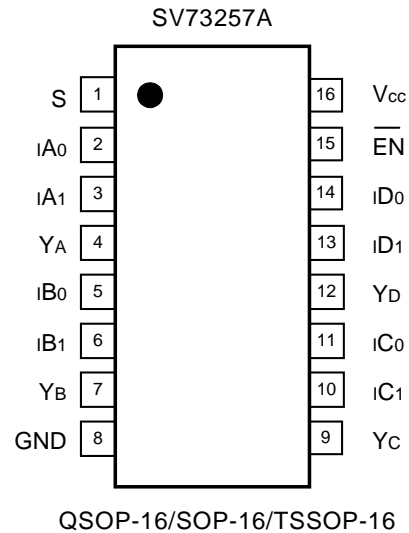 SV73257A
S 1 16 Vcc
IA0 2 15 EN
IA1 3 14 ID0
YA 4 13 ID1
IB0 5 12 YD
IB1 6 11 IC0
YB 7 10 IC1
GND 8 9 YC
QSOP-16/SOP-16/TSSOP-16